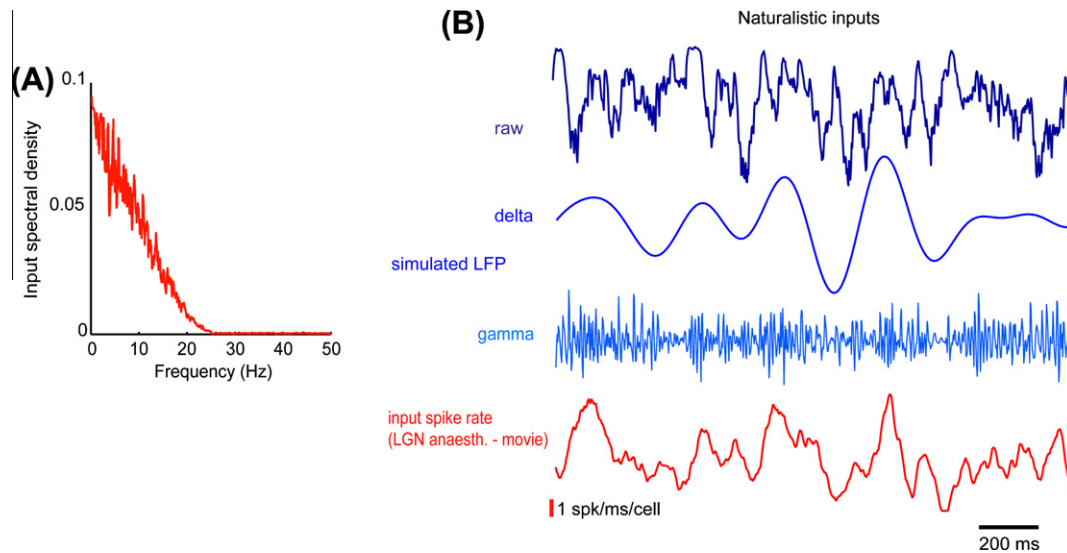 (A)
Input spectral density
0.1
0.05
0
0 10 20 30 40 50
Frequency (Hz)
(B)
Naturalistic inputs
raw
delta
simulated LFP
gamma
input spike rate
(LGN anaesth. - movie)
1 spk/ms/cell
200 ms